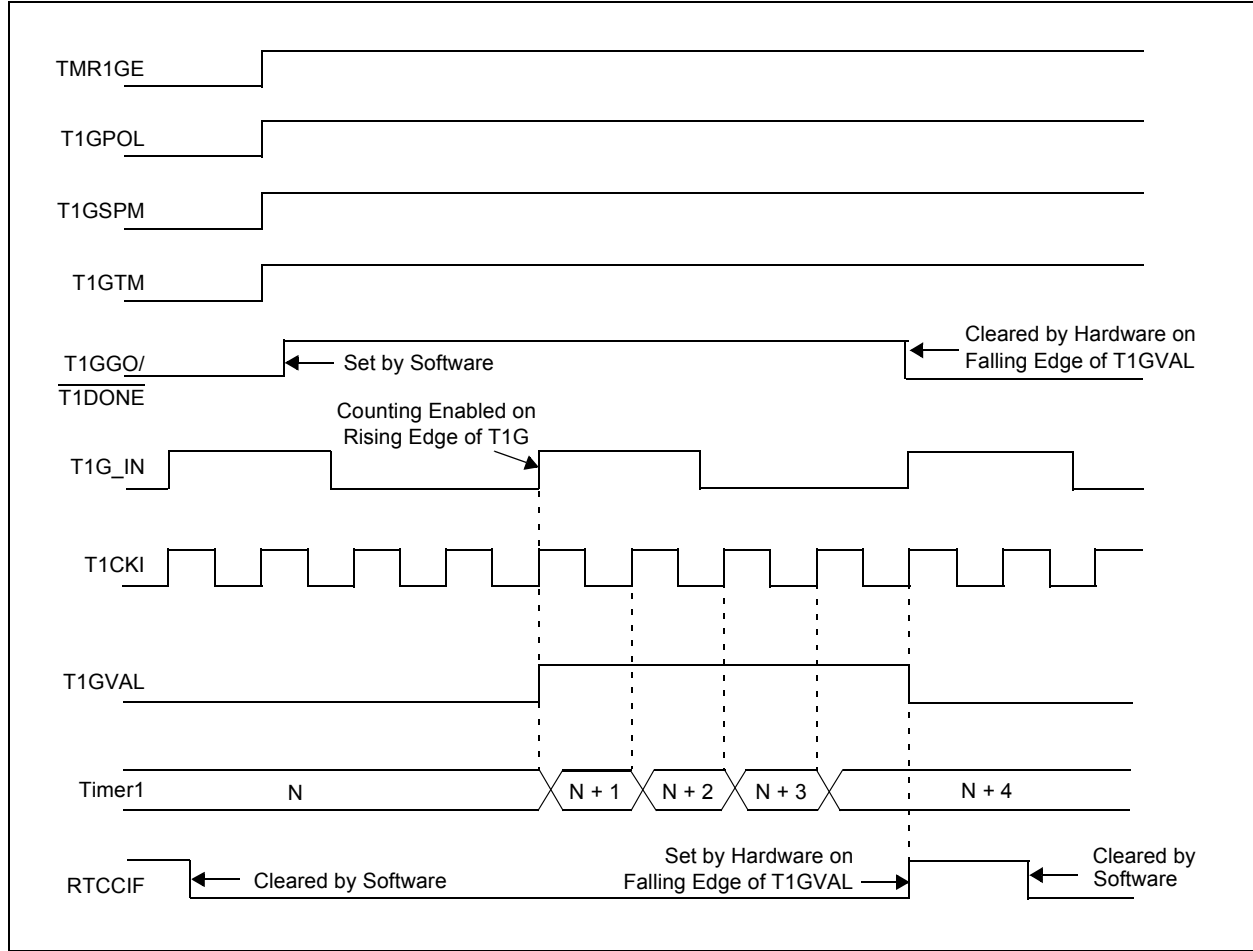 TMR1GE
T1GPOL
T1GSPM
T1GTM
T1GGO/
T1DONE
Set by Software
Cleared by Hardware on
Falling Edge of T1GVAL
Counting Enabled on
Rising Edge of T1G
T1G_IN
T1CKI
T1GVAL
Timer1
N
N + 1
N + 2
N + 3
N + 4
RTCCIF
Cleared by Software
Set by Hardware on
Falling Edge of T1GVAL
Cleared by
Software